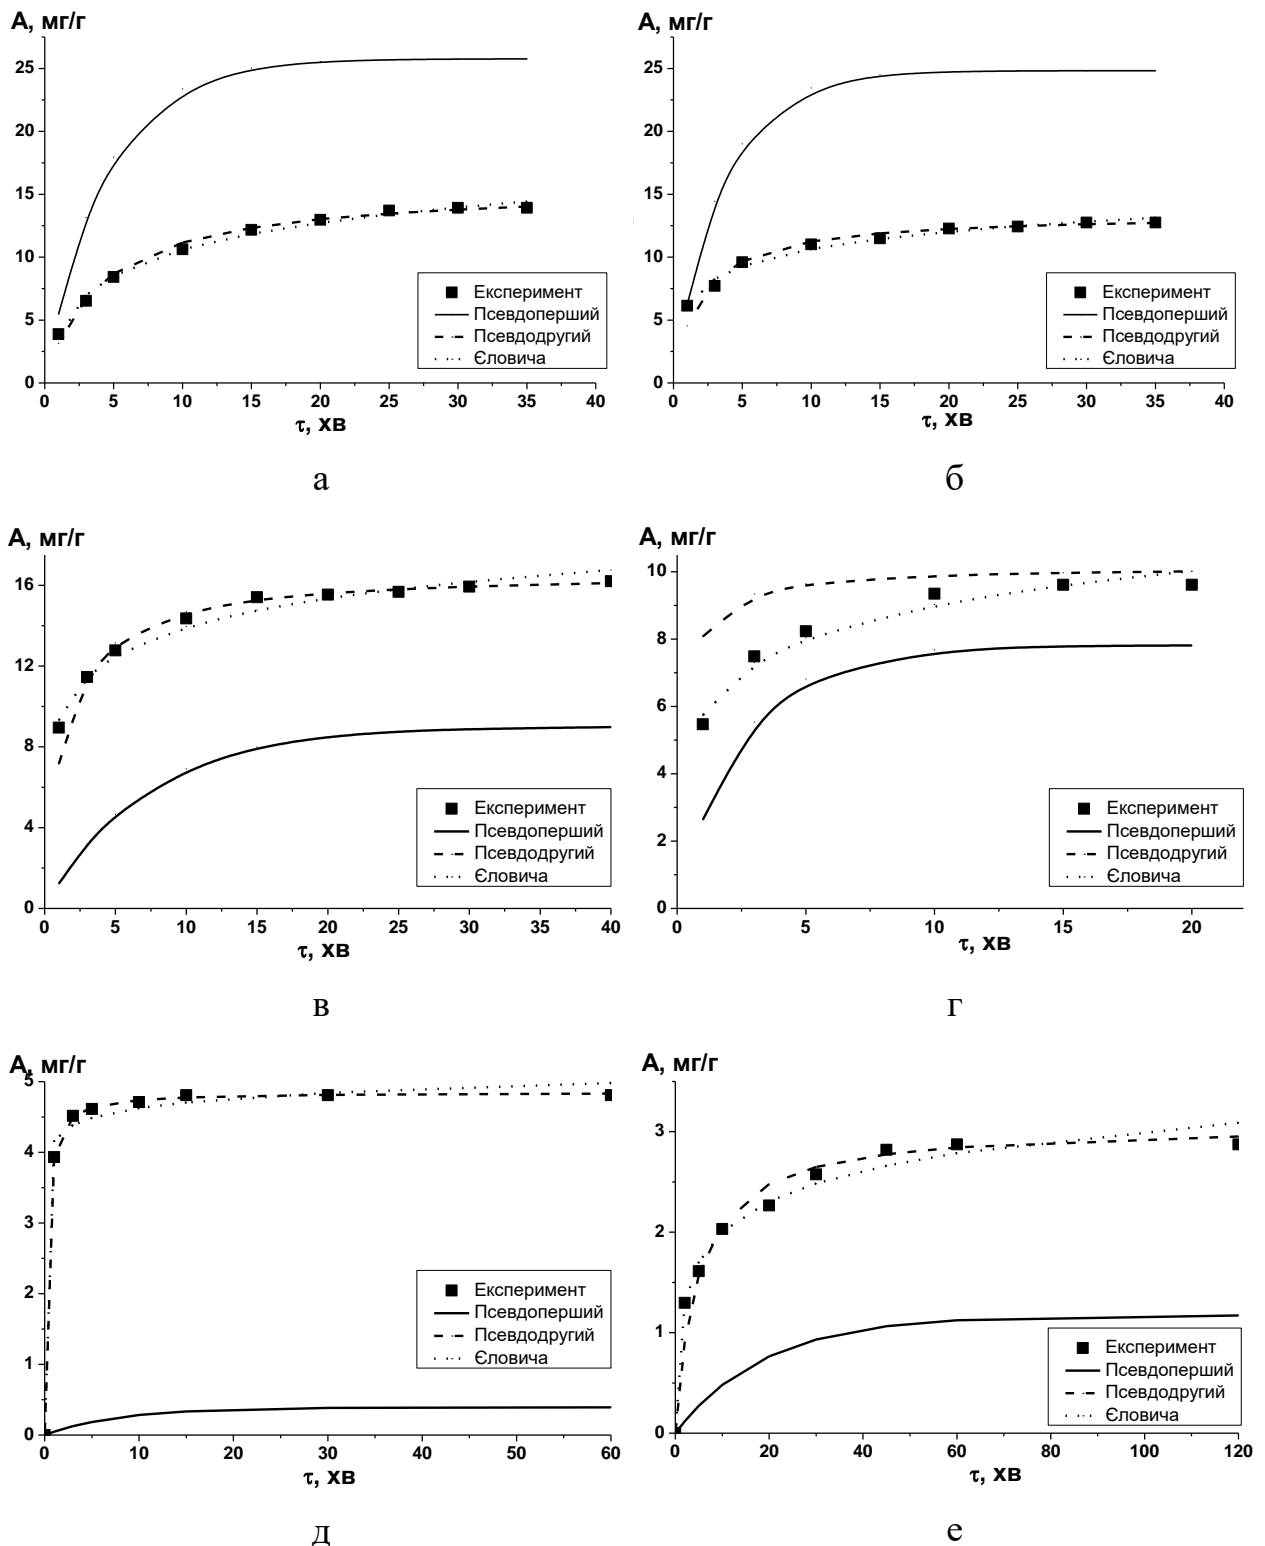 А, мг/г
25
20
15
10
5
0
0 5 10 15 20 25 30 35 40
τ, хв
Експеримент
Псевдоперший
Псевдодругий
Єловича
а
А, мг/г
25
20
15
10
5
0
0 5 10 15 20 25 30 35 40
τ, хв
Експеримент
Псевдоперший
Псевдодругий
Єловича
б
А, мг/г
16
12
8
4
0
0 5 10 15 20 25 30 35 40
τ, хв
Експеримент
Псевдоперший
Псевдодругий
Єловича
в
А, мг/г
10
8
6
4
2
0
0 5 10 15 20
τ, хв
Експеримент
Псевдоперший
Псевдодругий
Єловича
г
А, мг/г
5
4
3
2
1
0
0 10 20 30 40 50 60
τ, хв
Експеримент
Псевдоперший
Псевдодругий
Єловича
д
А, мг/г
3
2
1
0
0 20 40 60 80 100 120
τ, хв
Експеримент
Псевдоперший
Псевдодругий
Єловича
е